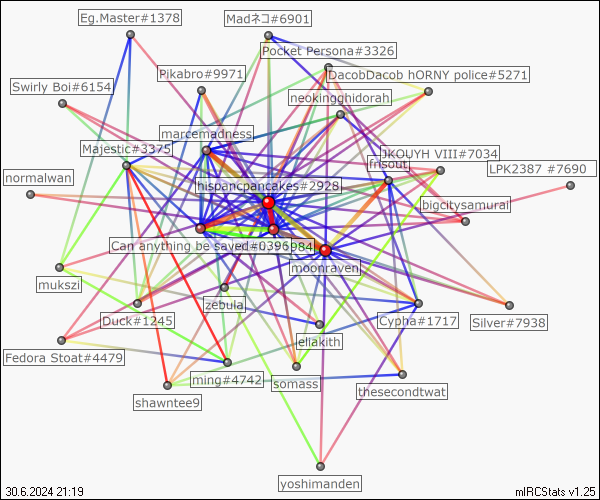 Eg.Master#1378
Madネコ#6901
Pocket Persona#3326
Pikabro#9971
DacobDacob hORNY police#5271
Swirly Boi#6154
neokingghidorah
marcemadness
Majestic#3375
JKOUYH VIII#7034
frisout
LPK2387 #7690
normalwan
hispancpancakes#2928
bigcitysamurai
Can anything be saved#0396
984
moonraven
mukszi
zebula
Duck#1245
Cypha#1717
Silver#7938
ellakith
Fedora Stoat#4479
ming#4742
somass
thesecondtwat
shawntee9
yoshimanden
30.6.2024 21:19
mIRCStats v1.25